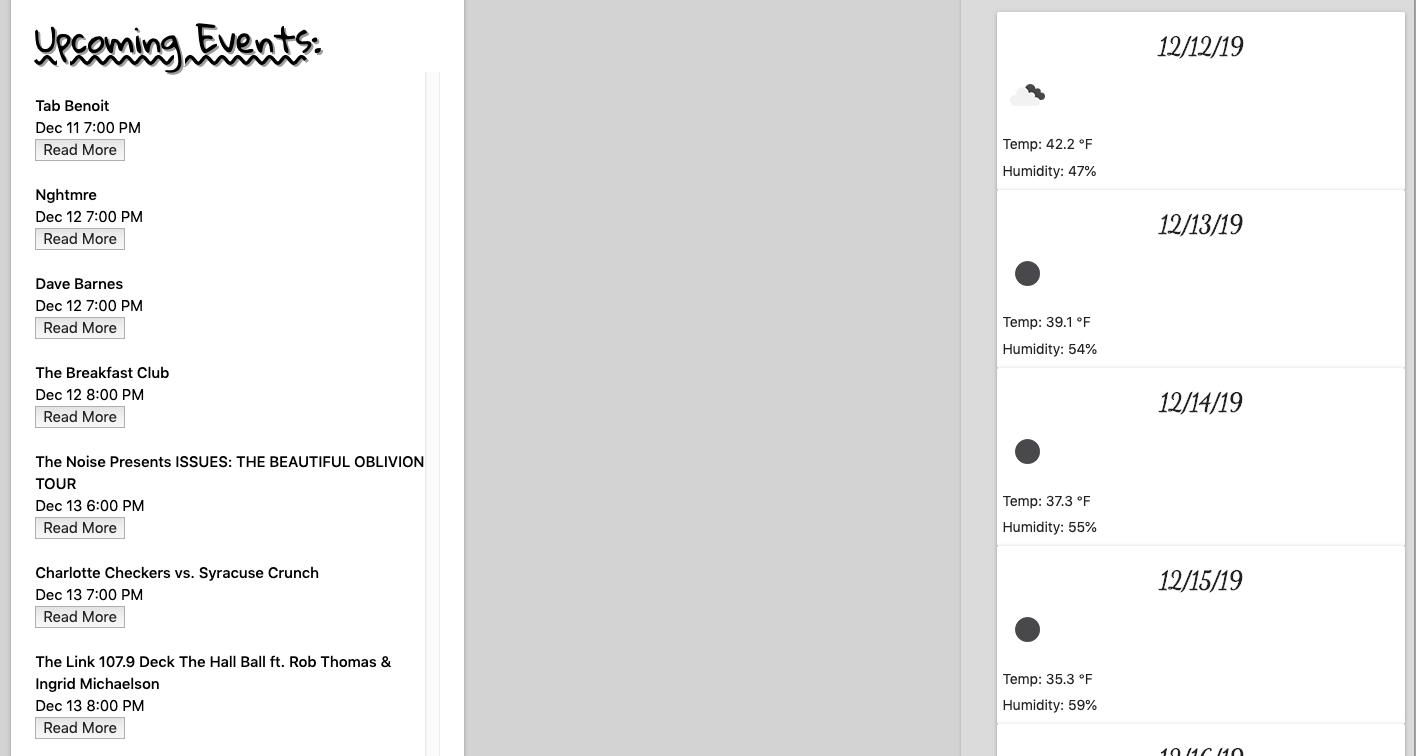 Upcoming Events:
Tab Benoit
Dec 11 7:00 PM
Read More
Nghtmre
Dec 12 7:00 PM
Read More
Dave Barnes
Dec 12 7:00 PM
Read More
The Breakfast Club
Dec 12 8:00 PM
Read More
The Noise Presents ISSUES: THE BEAUTIFUL OBLIVION
TOUR
Dec 13 6:00 PM
Read More
Charlotte Checkers vs. Syracuse Crunch
Dec 13 7:00 PM
Read More
The Link 107.9 Deck The Hall Ball ft. Rob Thomas &
Ingrid Michaelson
Dec 13 8:00 PM
Read More
12/12/19
Temp: 42.2 °F
Humidity: 47%
12/13/19
Temp: 39.1 °F
Humidity: 54%
12/14/19
Temp: 37.3 °F
Humidity: 55%
12/15/19
Temp: 35.3 °F
Humidity: 59%
12/16/19